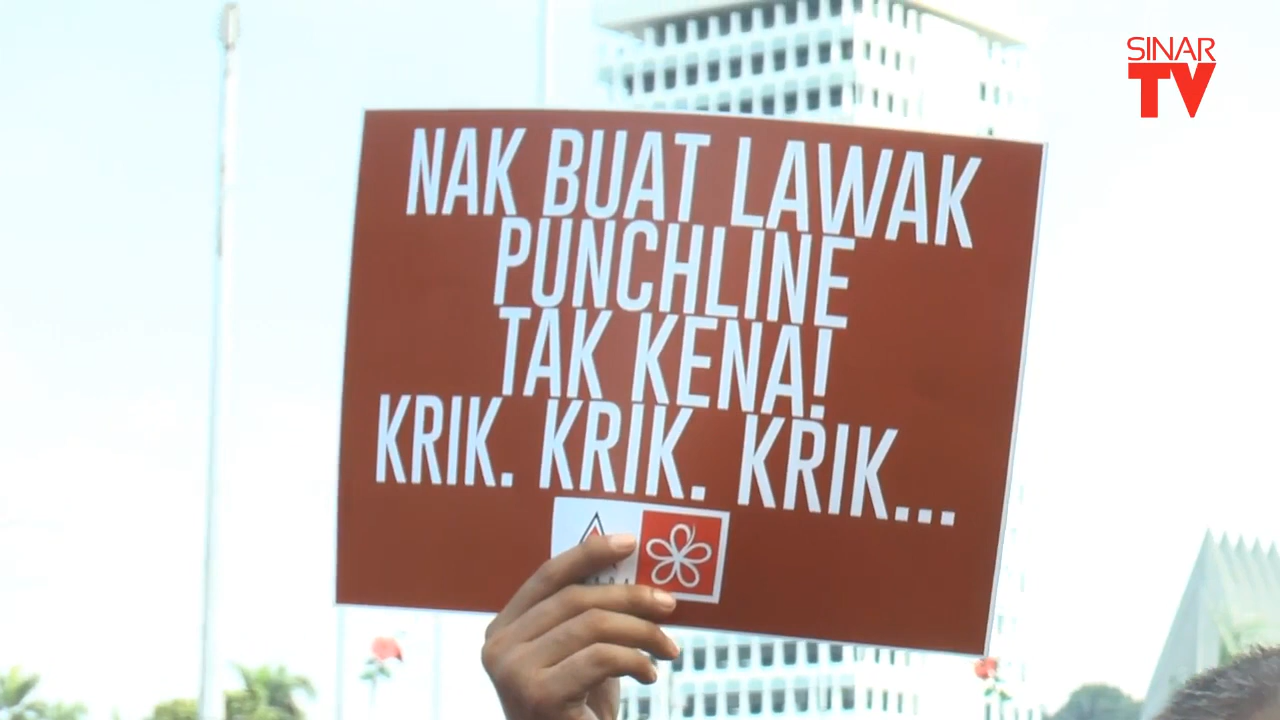 SINAR
TV
NAK BUAT LAWAK
PUNCHLINE
TAK KENA!
KRIK. KRIK. KRIK...